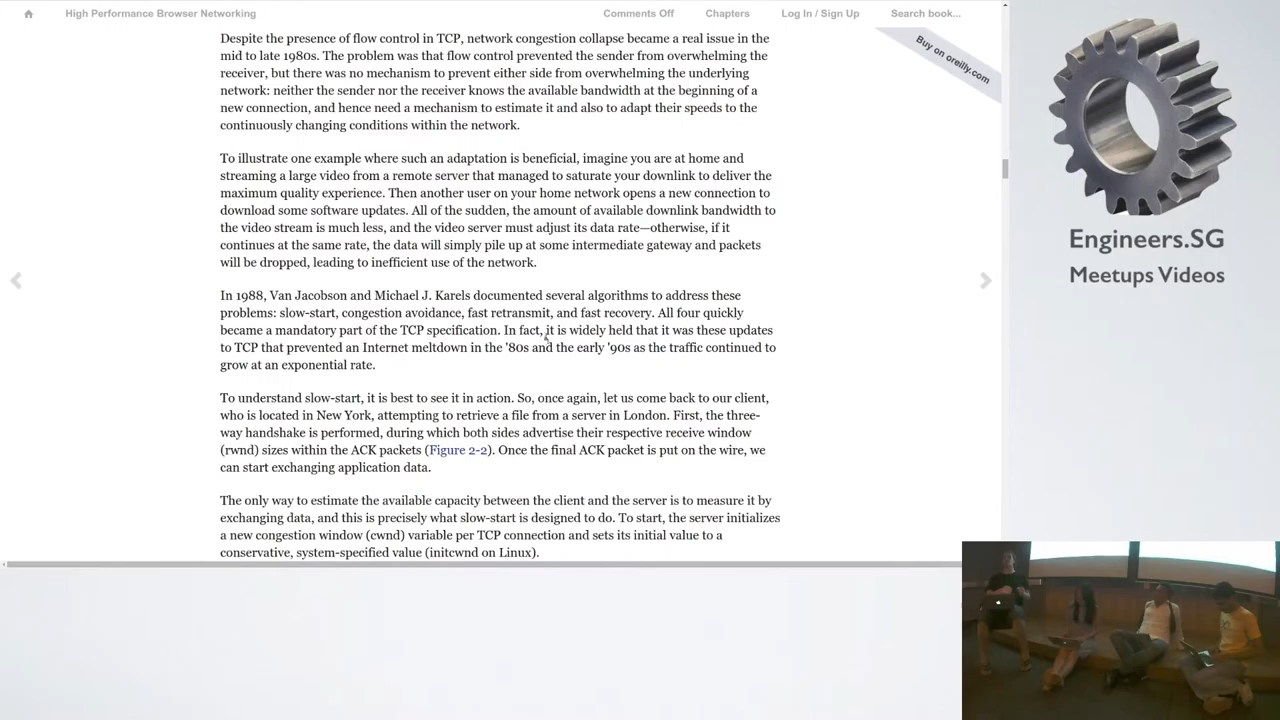 High Performance Browser Networking
Comments Off
Chapters
Log In / Sign Up
Search book...
Buy on oreilly.com
Despite the presence of flow control in TCP, network congestion collapse became a real issue in the
mid to late 1980s. The problem was that flow control prevented the sender from overwhelming the
receiver, but there was no mechanism to prevent either side from overwhelming the underlying
network: neither the sender nor the receiver knows the available bandwidth at the beginning of a
new connection, and hence need a mechanism to estimate it and also to adapt their speeds to the
continuously changing conditions within the network.
To illustrate one example where such an adaptation is beneficial, imagine you are at home and
streaming a large video from a remote server that managed to saturate your downlink to deliver the
maximum quality experience. Then another user on your home network opens a new connection to
download some software updates. All of the sudden, the amount of available downlink bandwidth to
the video stream is much less, and the video server must adjust its data rate—otherwise, if it
continues at the same rate, the data will simply pile up at some intermediate gateway and packets
will be dropped, leading to inefficient use of the network.
In 1988, Van Jacobson and Michael J. Karels documented several algorithms to address these
problems: slow-start, congestion avoidance, fast retransmit, and fast recovery. All four quickly
became a mandatory part of the TCP specification. In fact, it is widely held that it was these updates
to TCP that prevented an Internet meltdown in the '80s and the early '90s as the traffic continued to
grow at an exponential rate.
To understand slow-start, it is best to see it in action. So, once again, let us come back to our client,
who is located in New York, attempting to retrieve a file from a server in London. First, the three-
way handshake is performed, during which both sides advertise their respective receive window
(rwnd) sizes within the ACK packets (Figure 2-2). Once the final ACK packet is put on the wire, we
can start exchanging application data.
The only way to estimate the available capacity between the client and the server is to measure it by
exchanging data, and this is precisely what slow-start is designed to do. To start, the server initializes
a new congestion window (cwnd) variable per TCP connection and sets its initial value to a
conservative, system-specified value (initcwnd on Linux).
Engineers.SG
Meetups Videos